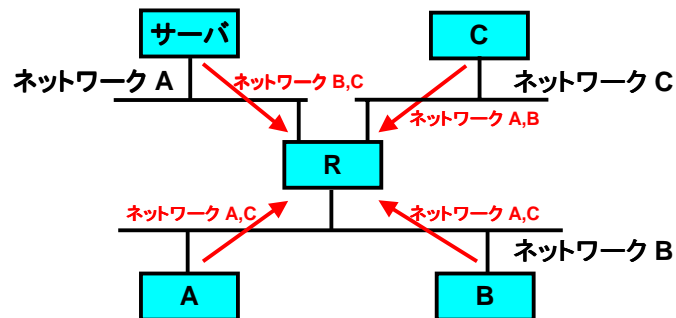 サーバ
C
ネットワーク A
ネットワーク B,C
ネットワーク C
ネットワーク A,B
R
ネットワーク A,C
ネットワーク A,C
ネットワーク B
A
B